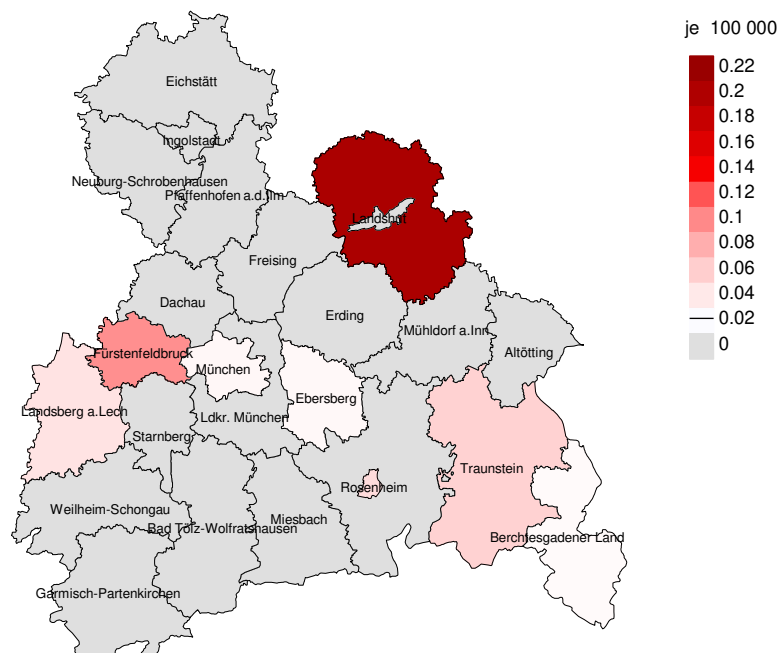 je 100 000
0.22
0.2
0.18
0.16
0.14
0.12
0.1
0.08
0.06
0.04
0.02
0
Eichstätt
Ingolstadt
Neuburg-Schrobenhausen
Pfaffenhofen a.d.Ilm
Landshut
Freising
Dachau
Erding
Mühldorf a.Inn
Altötting
Fürstenfeldbruck
München
Ebersberg
Landsberg a.Lech
Ldkr. München
Starnberg
Traunstein
Rosenheim
Weilheim-Schongau
Miesbach
Bad Tölz-Wolfratshausen
Berchtesgadener Land
Garmisch-Partenkirchen